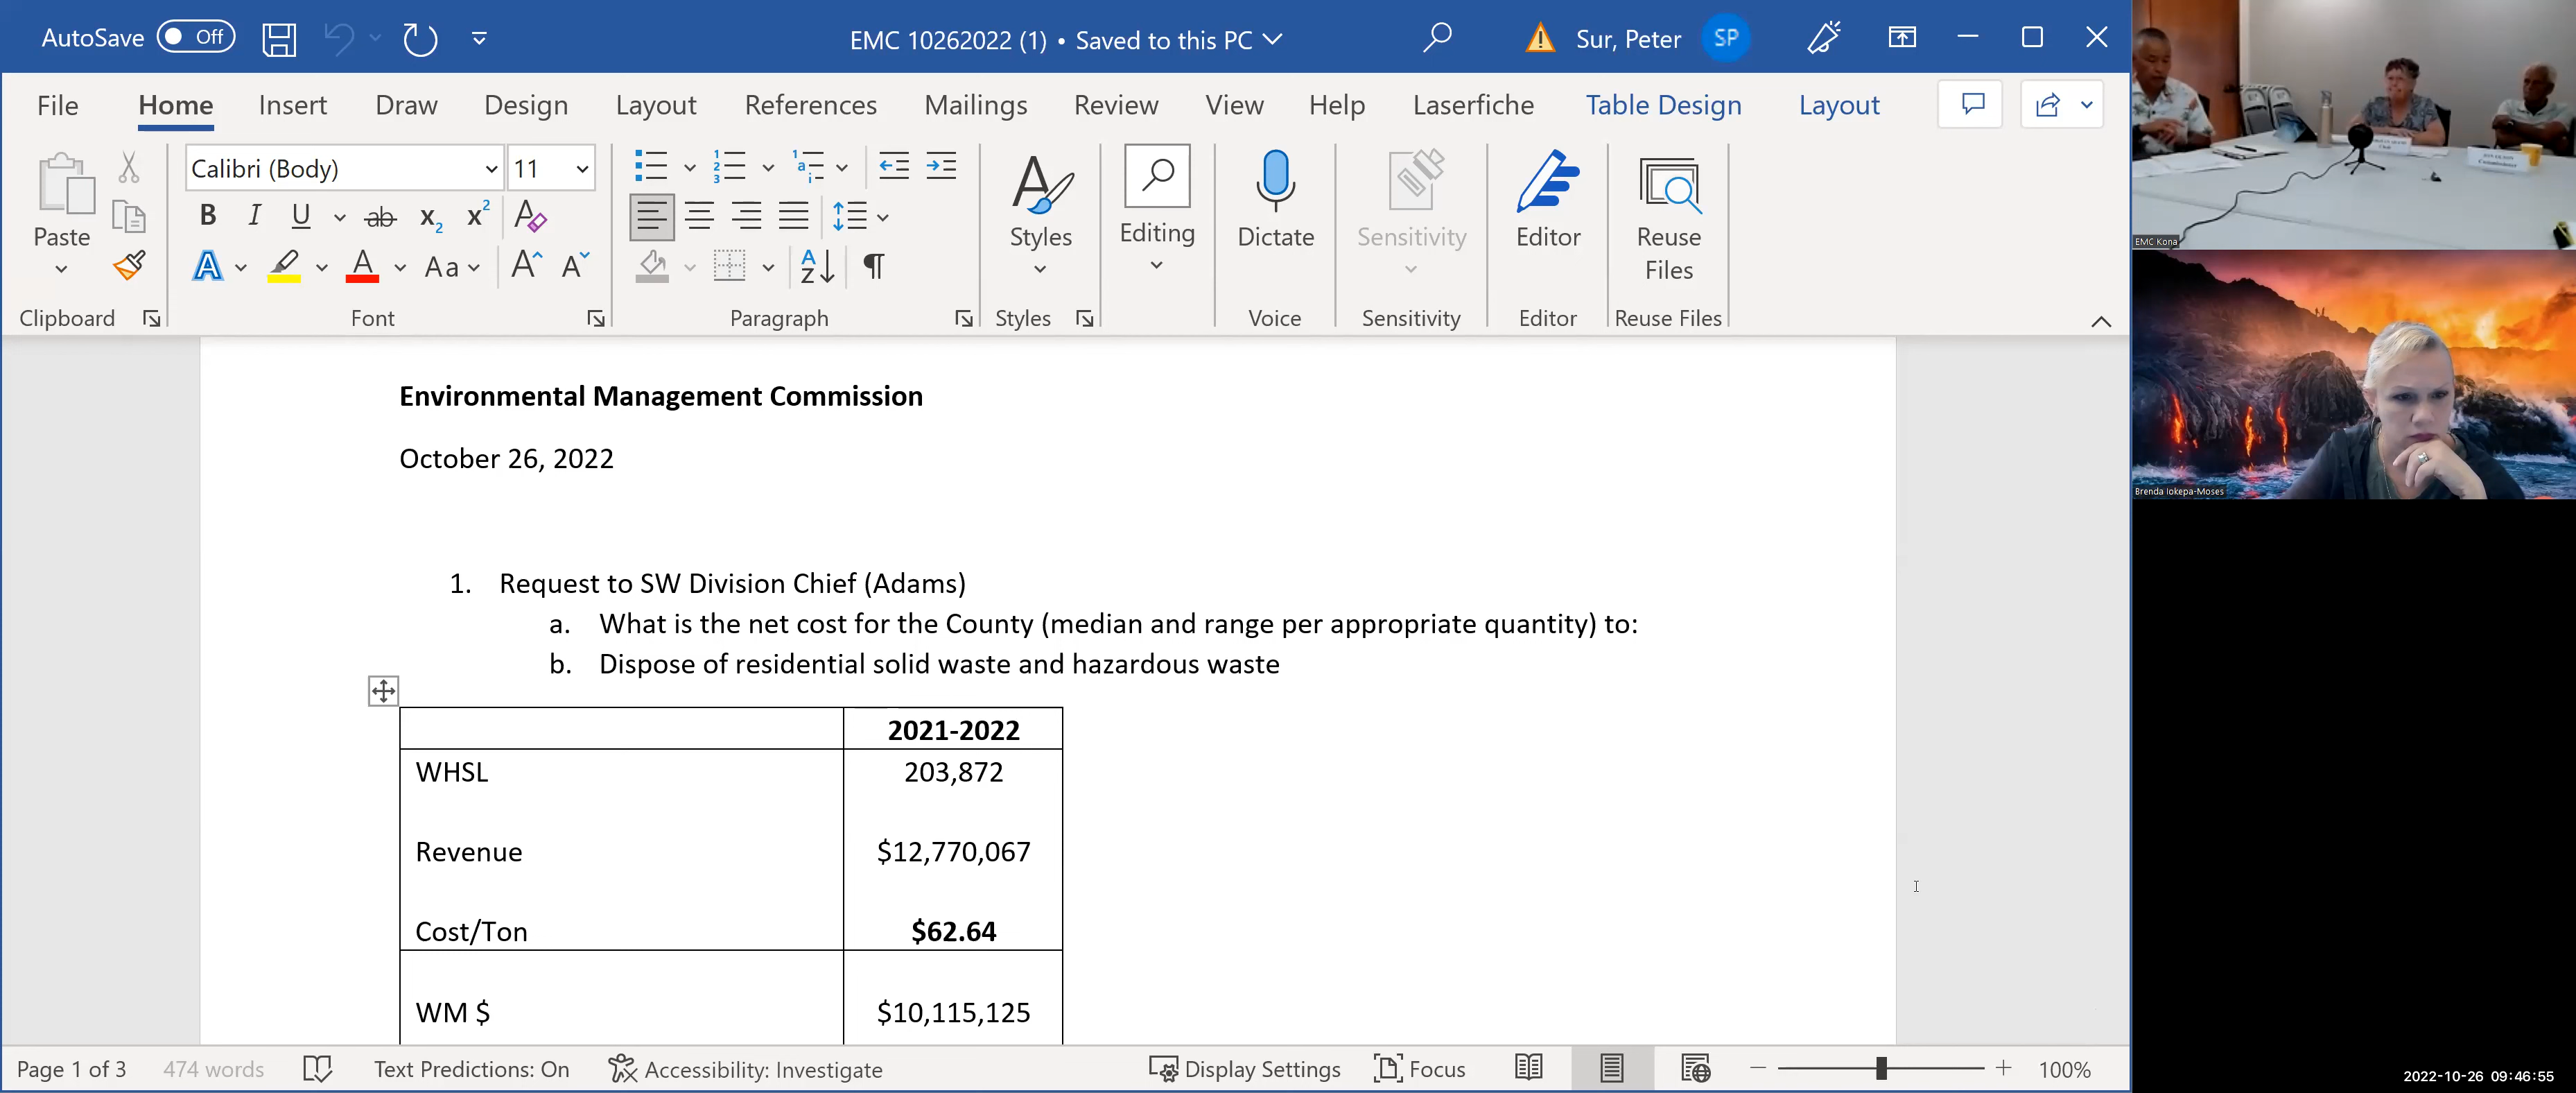 AutoSave Off
EMC 10262022 (1) • Saved to this PC
Sur, Peter SP
File Home Insert Draw Design Layout References Mailings Review View Help Laserfiche Table Design Layout
Paste
Calibri (Body) 11
Styles
Editing
Dictate
Sensitivity
Editor
Reuse Files
Clipboard Font Paragraph Styles Voice Sensitivity Editor Reuse Files
Environmental Management Commission
October 26, 2022
1. Request to SW Division Chief (Adams)
a. What is the net cost for the County (median and range per appropriate quantity) to:
b. Dispose of residential solid waste and hazardous waste
2021-2022
WHSL 203,872
Revenue $12,770,067
Cost/Ton $62.64
WM $ $10,115,125
Page 1 of 3 474 words Text Predictions: On Accessibility: Investigate Display Settings Focus 100%
EMC Kona
Brenda Iokepa-Moses
2022-10-26 09:46:55